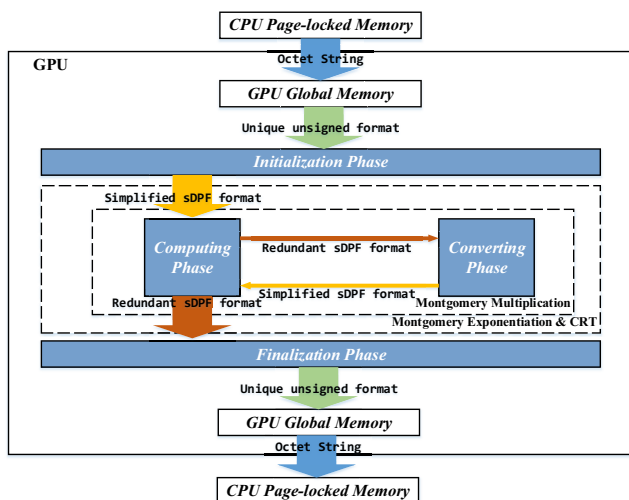 CPU Page-locked Memory
GPU
Octet String
GPU Global Memory
Unique unsigned format
Initialization Phase
Simplified sDPF format
Computing
Phase
Redundant sDPF format
Converting
Phase
Simplified sDPF format
Montgomery Multiplication
Redundant sDPF format
Montgomery Exponentiation & CRT
Finalization Phase
Unique unsigned format
GPU Global Memory
Octet String
CPU Page-locked Memory